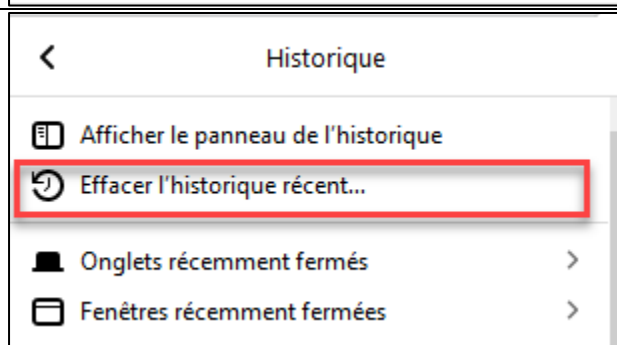 Historique
Afficher le panneau de l'historique
Effacer l'historique récent...
Onglets récemment fermés
Fenêtres récemment fermées